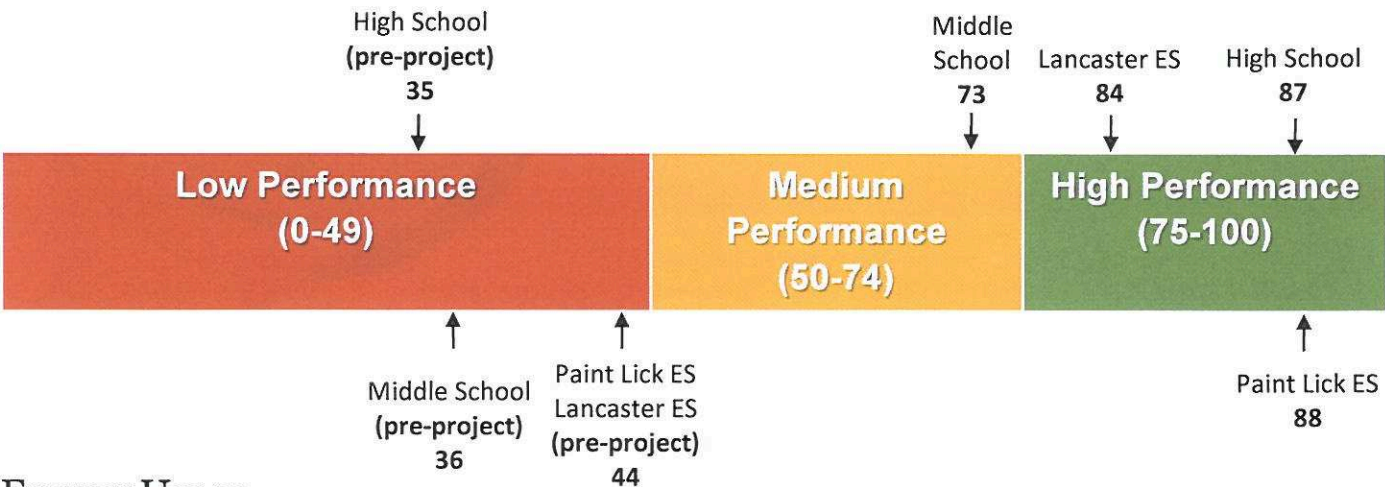 High School
(pre-project)
35
Middle
School
73
Lancaster ES
84
High School
87
Low Performance
(0-49)
Medium
Performance
(50-74)
High Performance
(75-100)
Middle School
(pre-project)
36
Paint Lick ES
Lancaster ES
(pre-project)
44
Paint Lick ES
88